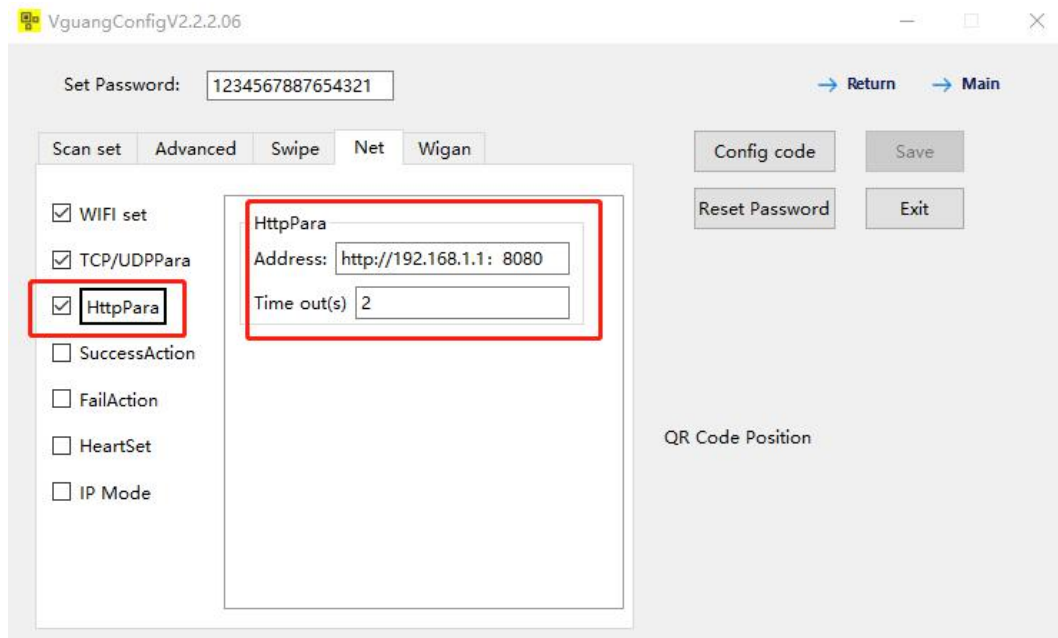 VguangConfigV2.2.2.06
Set Password: 1234567887654321
Return Main
Scan set Advanced Swipe Net Wigan
Config code Save
Reset Password Exit
WIFI set
TCP/UDPPara
HttpPara
SuccessAction
FailAction
HeartSet
IP Mode
HttpPara
Address: http://192.168.1.1：8080
Time out(s) 2
QR Code Position